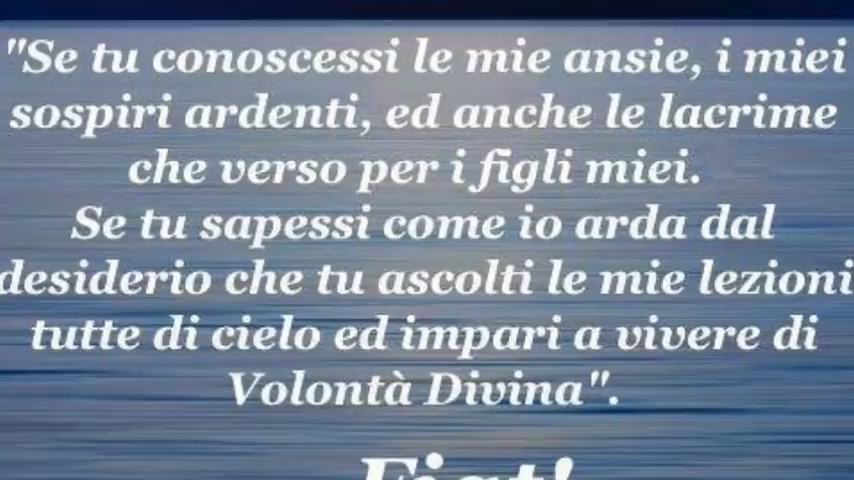 "Se tu conoscessi le mie ansie, i miei
sospiri ardenti, ed anche le lacrime
che verso per i figli miei.
Se tu sapessi come io arda dal
desiderio che tu ascolti le mie lezioni
tutte di cielo ed impari a vivere di
Volontà Divina".
Fiat!